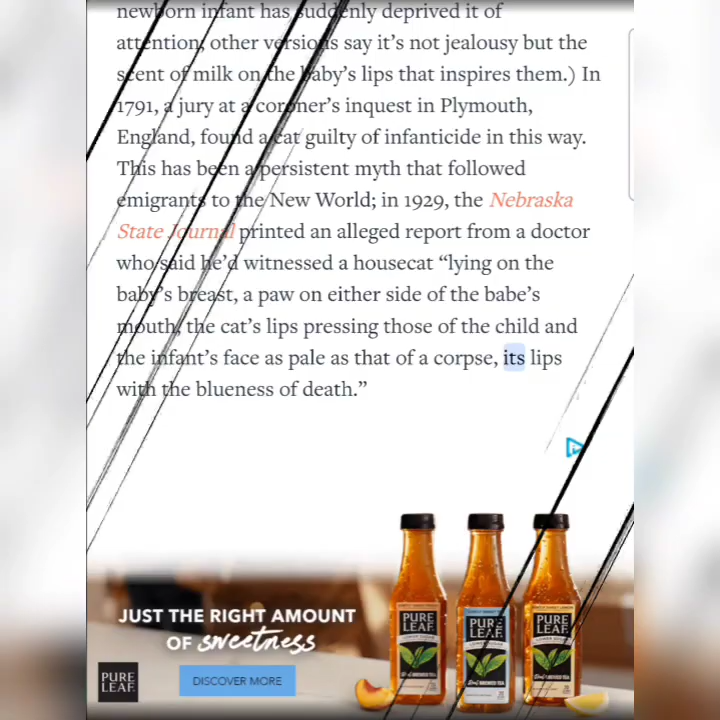 newborn infant has suddenly deprived it of
attention, other versions say it’s not jealousy but the
scent of milk on the baby’s lips that inspires them.) In
1791, a jury at a coroner’s inquest in Plymouth,
England, found a cat guilty of infanticide in this way.
This has been a persistent myth that followed
emigrants to the New World; in 1929, the Nebraska
State Journal printed an alleged report from a doctor
who said he’d witnessed a housecat “lying on the
baby’s breast, a paw on either side of the babe’s
mouth, the cat’s lips pressing those of the child and
the infant’s face as pale as that of a corpse, its lips
with the blueness of death.”
JUST THE RIGHT AMOUNT
OF sweetness
PURE
LEAF
DISCOVER MORE
PURE
LEAF
PURE
LEAF
PURE
LEAF